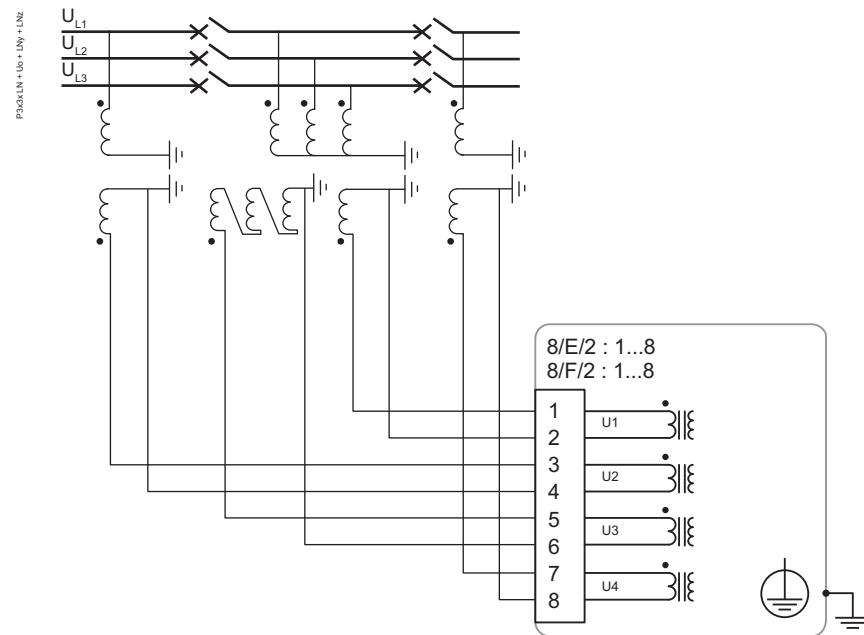 P3x3x LN + Uo + LNy + LNz
UL1
UL2
UL3
8/E/2 : 1...8
8/F/2 : 1...8
1
U1
2
3
U2
4
5
U3
6
7
U4
8